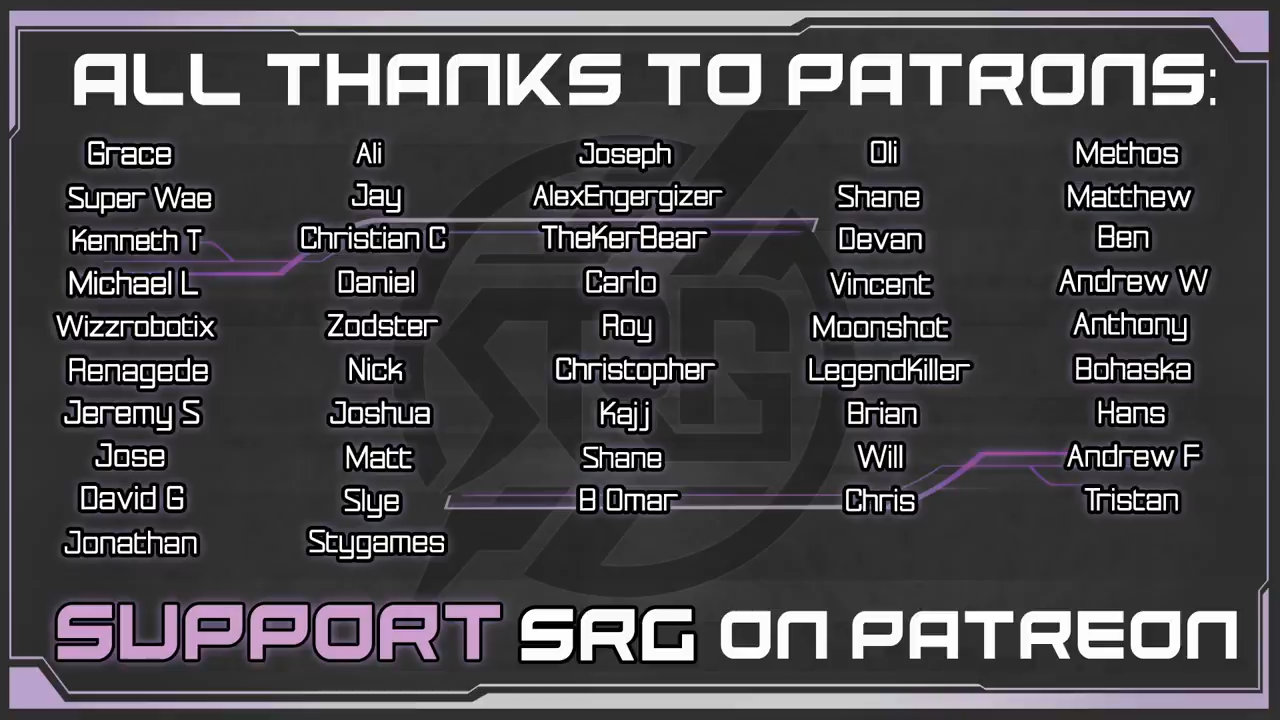 ALL THANKS TO PATRONS:
Grace Ali Joseph Oli Methos
Super Wae Jay AlexEngergizer Shane Matthew
Kenneth T Christian C TheKerBear Devan Ben
Michael L Daniel Carlo Vincent Andrew W
Wizzrobotix Zodster Roy Moonshot Anthony
Renagede Nick Christopher LegendKiller Bohaska
Jeremy S Joshua Kajj Brian Hans
Jose Matt Shane Will Andrew F
David G Slye B Omar Chris Tristan
Jonathan Stygames
SUPPORT SRG ON PATREON